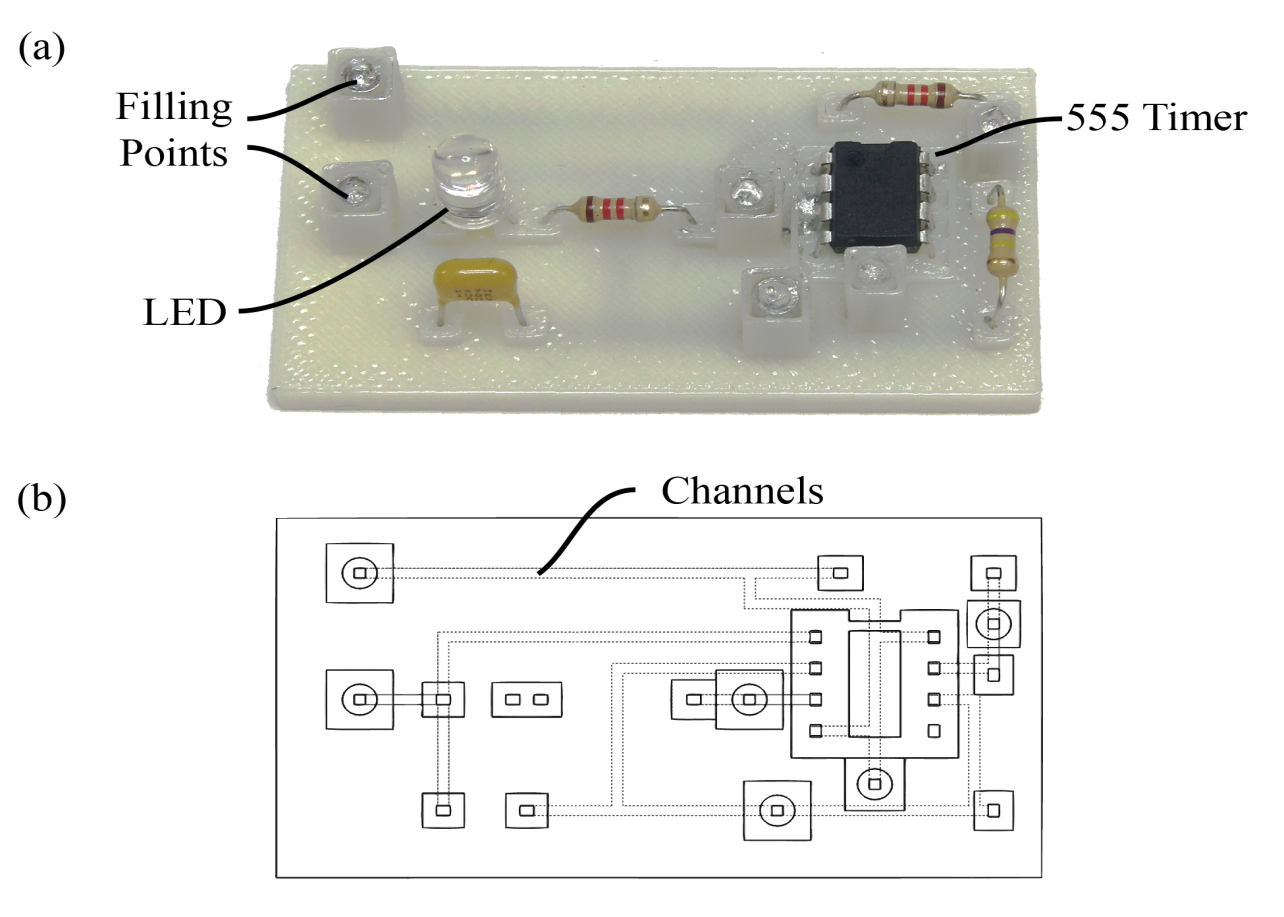 (a)
Filling
Points
555 Timer
LED
(b)
Channels